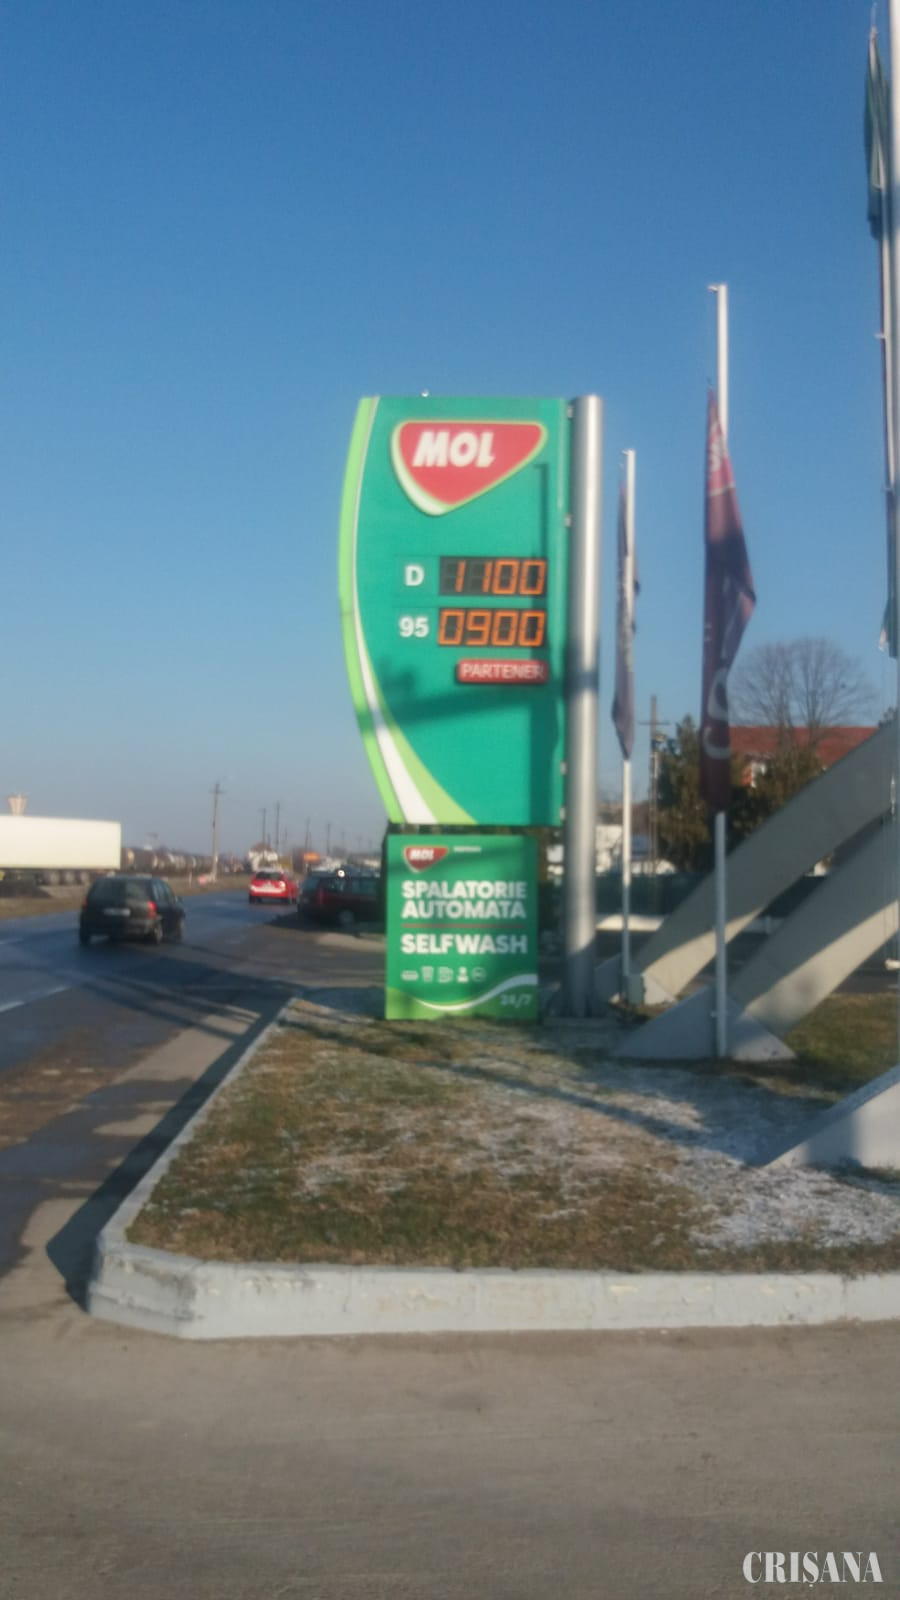 MOL
D 1100
95 0900
PARTENER
MOL
SPALATORIE
AUTOMATA
SELFWASH
24/7
CRIȘANA